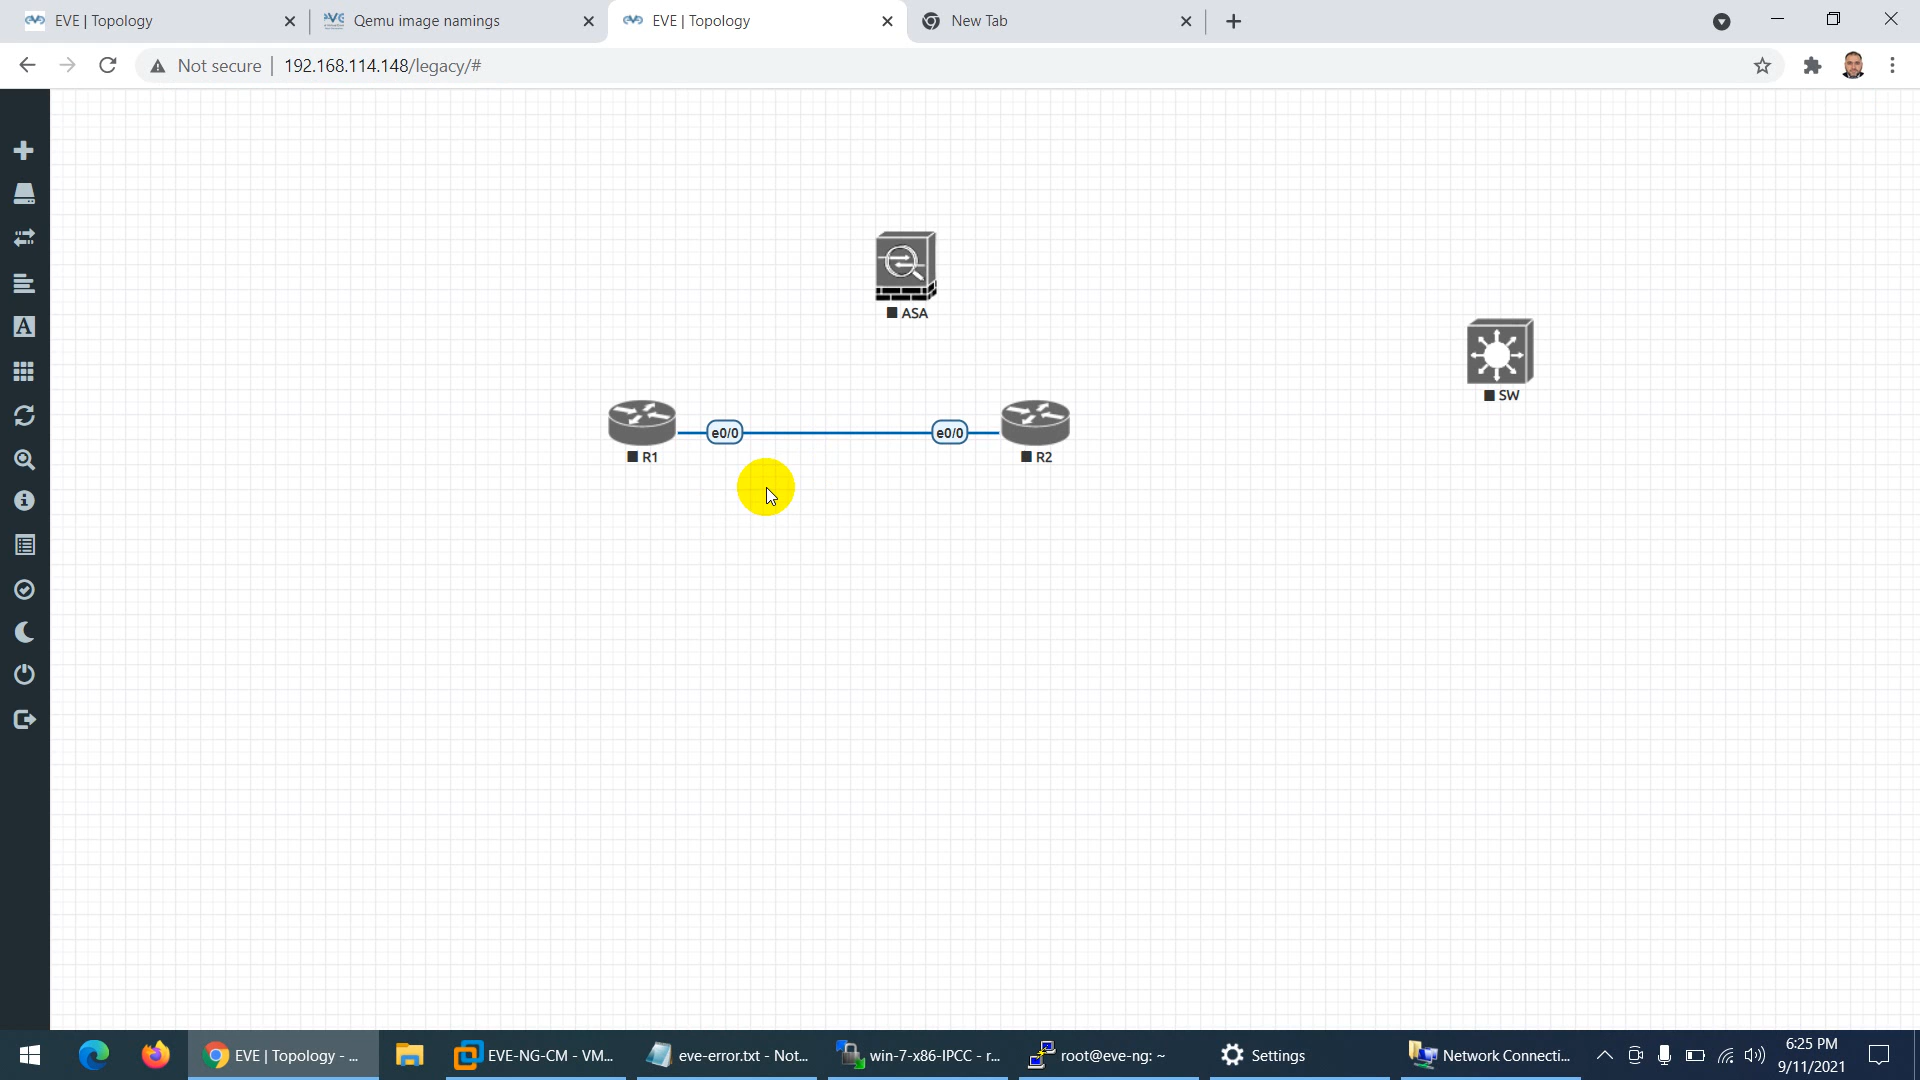 EVE | Topology
Qemu image namings
EVE | Topology
New Tab
Not secure
192.168.114.148/legacy/#
ASA
SW
e0/0
e0/0
R1
R2
EVE | Topology - ...
EVE-NG-CM - VM...
eve-error.txt - Not...
win-7-x86-IPCC - r...
root@eve-ng: ~
Settings
Network Connecti...
6:25 PM
9/11/2021